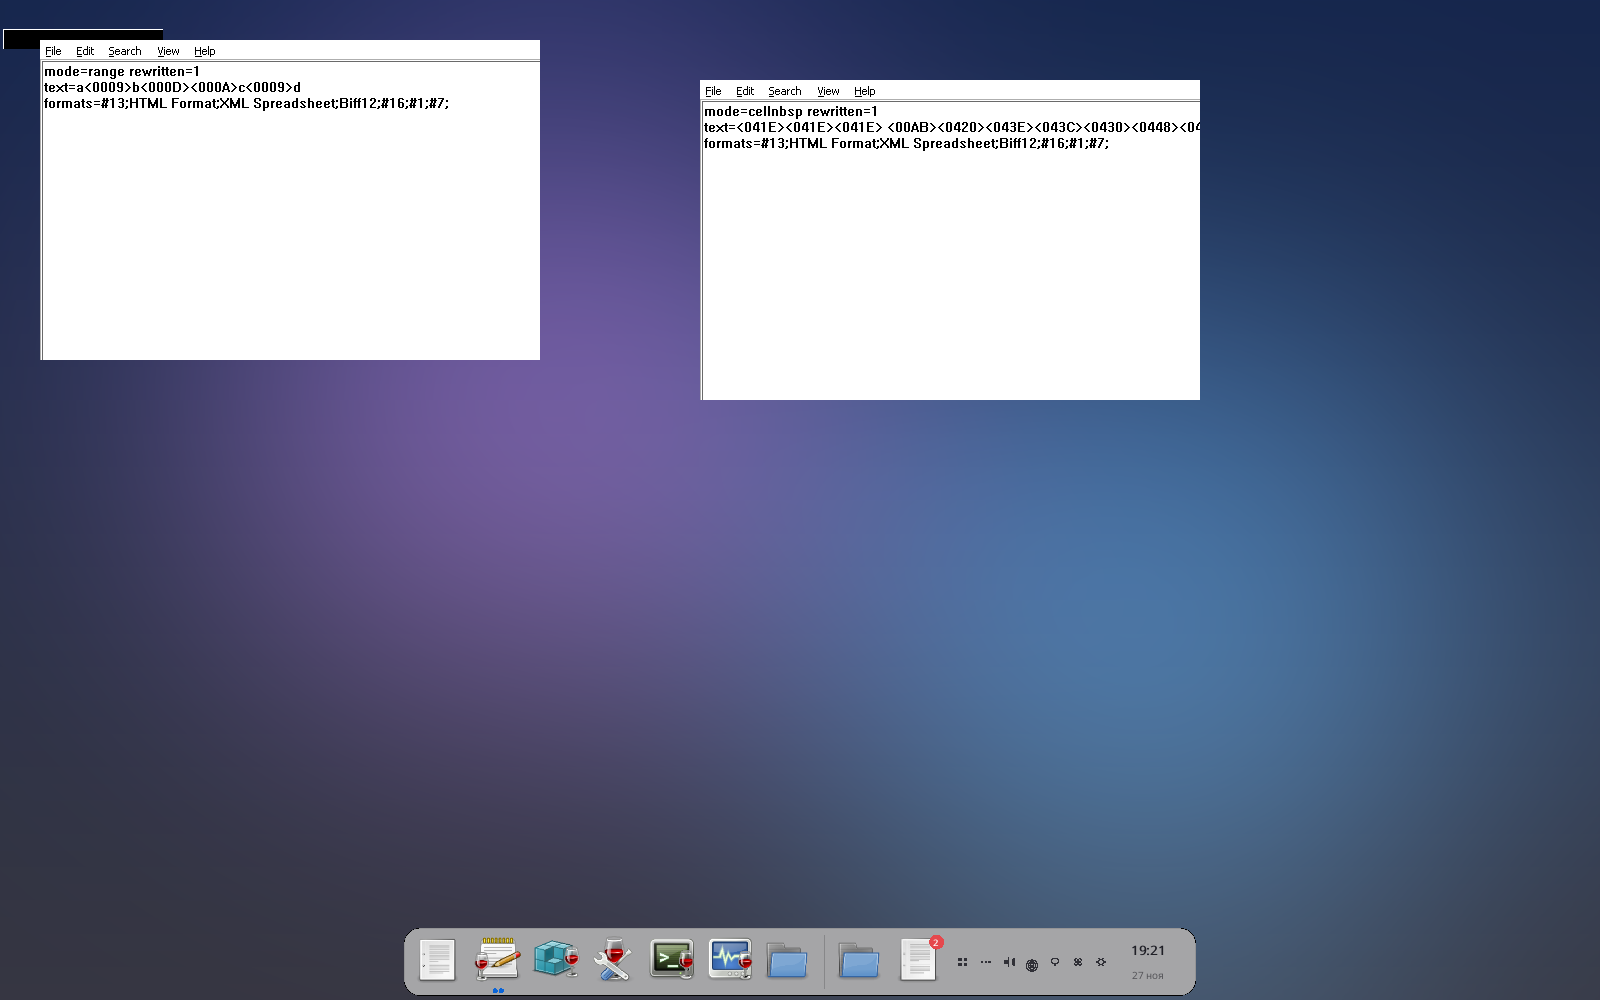 File Edit Search View Help
mode=range rewritten=1
text=a<0009>b<000D><000A>c<0009>d
formats=#13;HTML Format;XML Spreadsheet;Biff12;#16;#1;#7;
File Edit Search View Help
mode=cellnbsp rewritten=1
text=<041E><041E><041E> <00AB><0420><043E><043C><0430><0448><04
formats=#13;HTML Format;XML Spreadsheet;Biff12;#16;#1;#7;
2
19:21
27 ноя